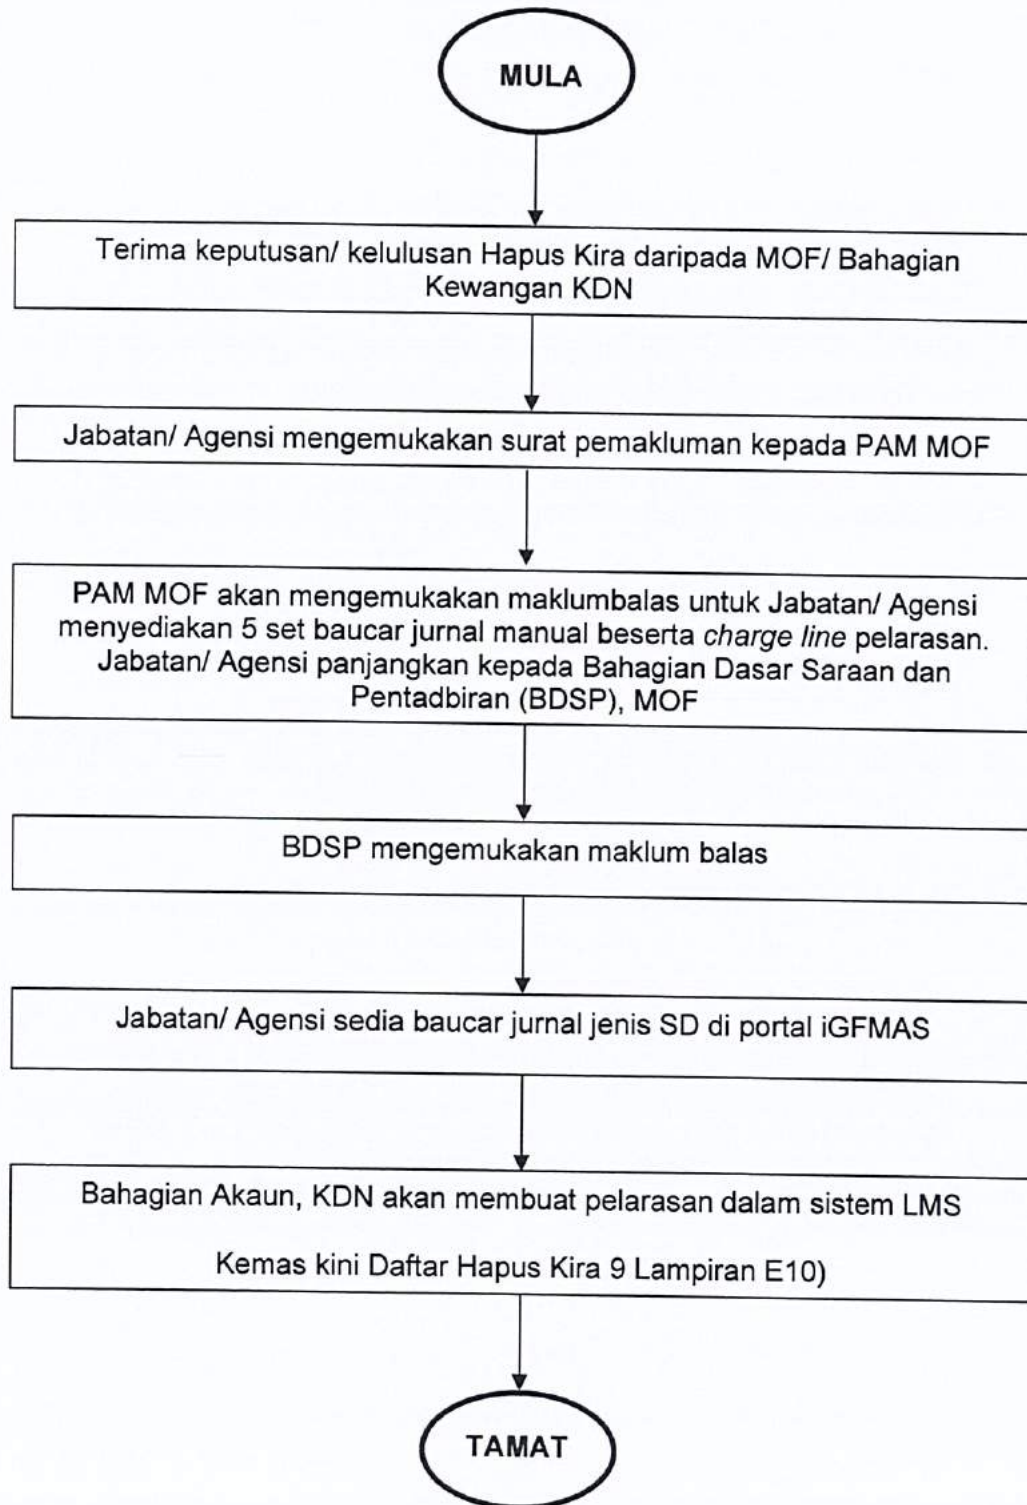 MULA
Terima keputusan/ kelulusan Hapus Kira daripada MOF/ Bahagian
Kewangan KDN
Jabatan/ Agensi mengemukakan surat pemakluman kepada PAM MOF
PAM MOF akan mengemukakan maklumbalas untuk Jabatan/ Agensi
menyediakan 5 set baucar jurnal manual beserta charge line pelarasan.
Jabatan/ Agensi panjangkan kepada Bahagian Dasar Saraan dan
Pentadbiran (BDSP), MOF
BDSP mengemukakan maklum balas
Jabatan/ Agensi sedia baucar jurnal jenis SD di portal iGFMAS
Bahagian Akaun, KDN akan membuat pelarasan dalam sistem LMS
Kemas kini Daftar Hapus Kira 9 Lampiran E10)
TAMAT